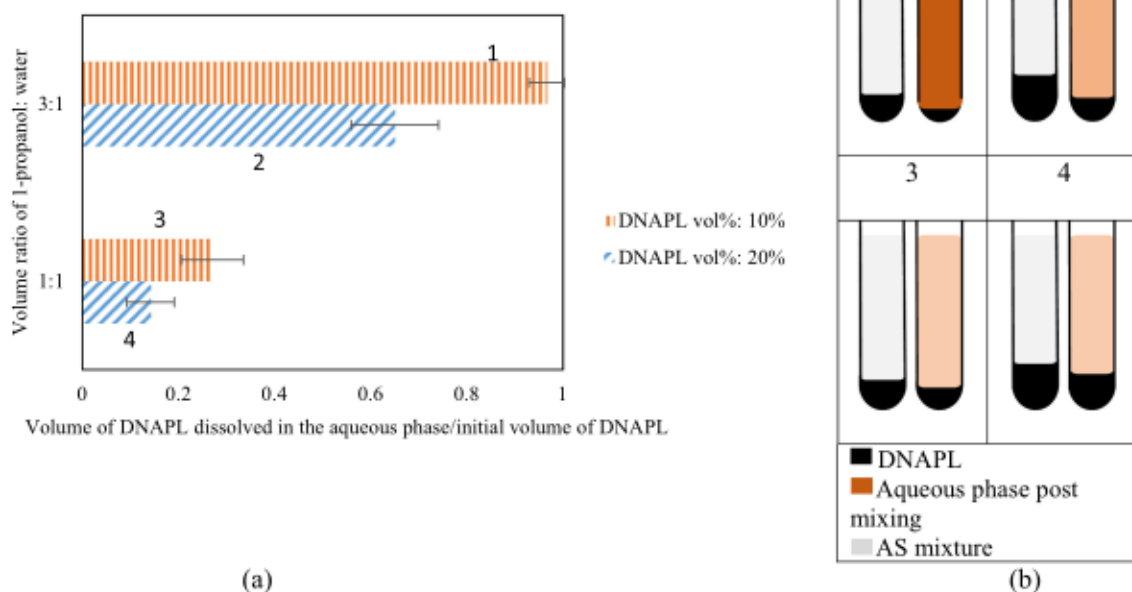 1
3:1
2
3
1:1
4
Volume ratio of 1-propanol: water
0 0.2 0.4 0.6 0.8 1
Volume of DNAPL dissolved in the aqueous phase/initial volume of DNAPL
DNAPL vol%: 10%
DNAPL vol%: 20%
(a)
3 4
DNAPL
Aqueous phase post
mixing
AS mixture
(b)